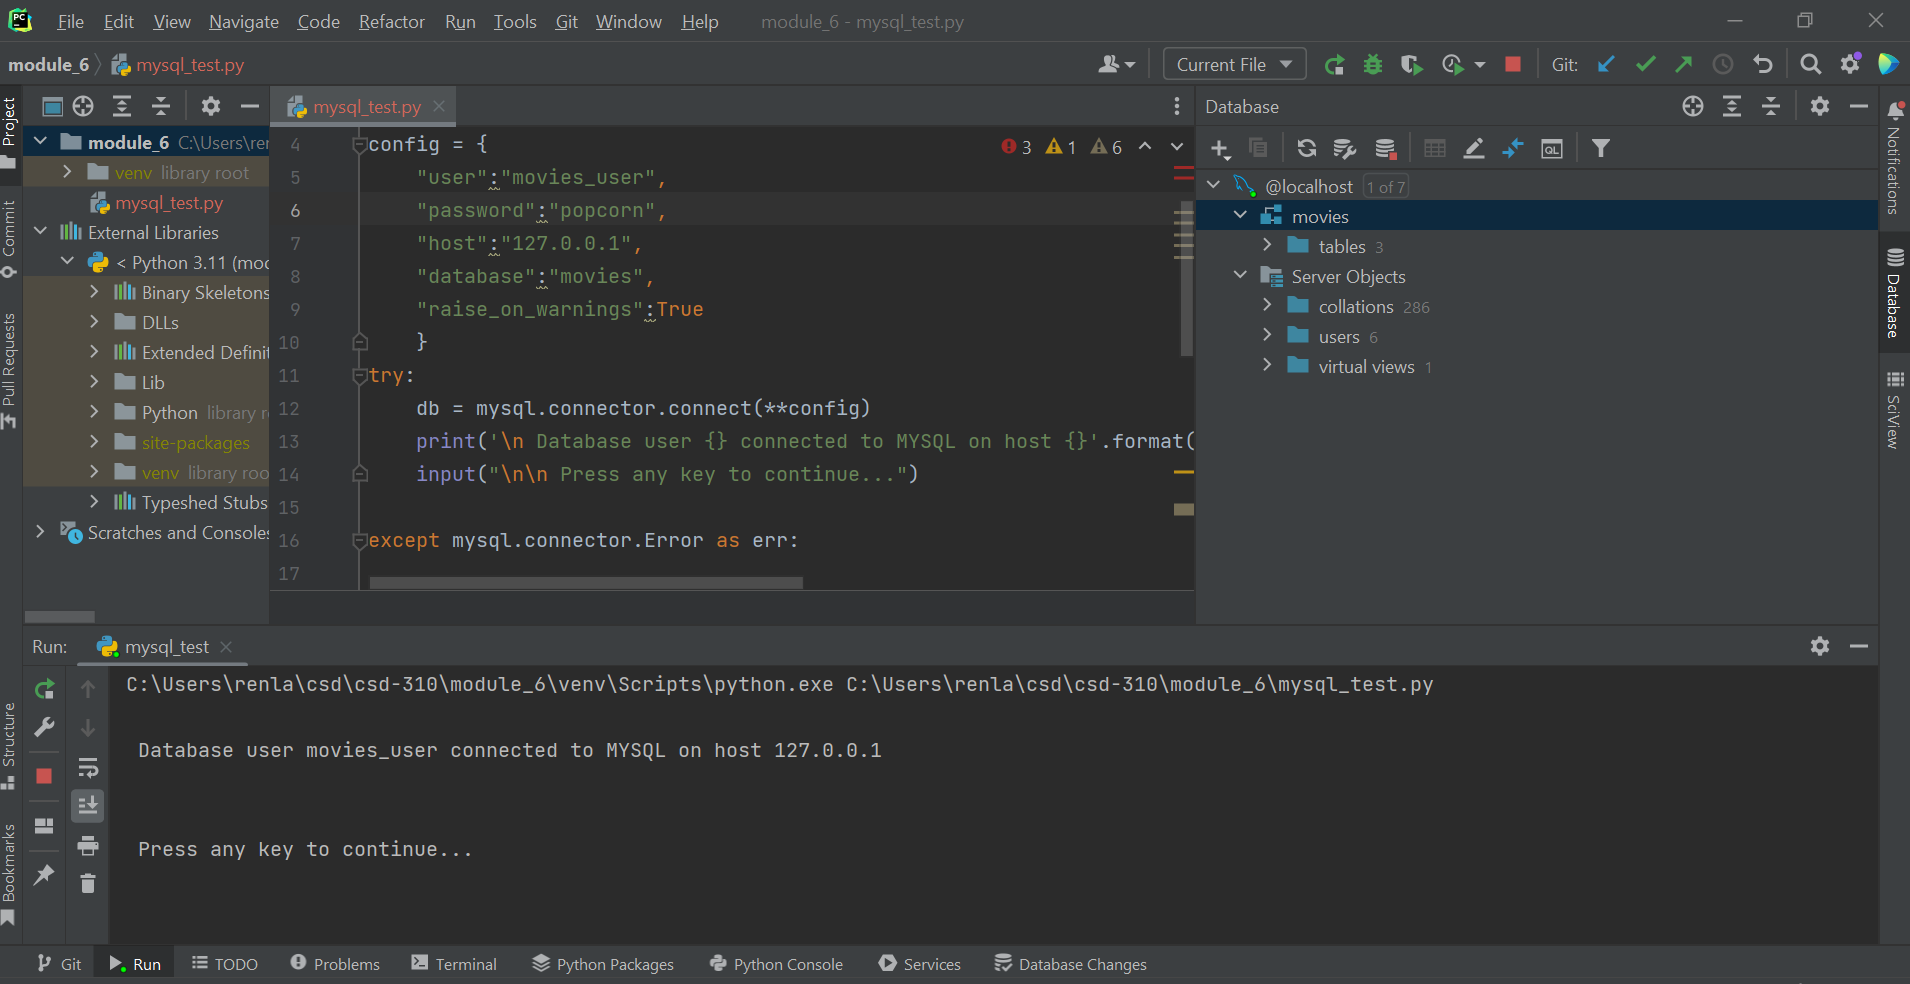 PC File Edit View Navigate Code Refactor Run Tools Git Window Help module_6 - mysql_test.py
module_6 mysql_test.py Current File Git:
Project
Commit
Pull Requests
Structure
Bookmarks
mysql_test.py
module_6 C:\Users\ren
venv library root
mysql_test.py
External Libraries
< Python 3.11 (mod
Binary Skeletons
DLLs
Extended Definit
Lib
Python library r
site-packages
venv library roo
Typeshed Stubs
Scratches and Consoles
3 1 6
4 config = {
5 "user":"movies_user",
6 "password":"popcorn",
7 "host":"127.0.0.1",
8 "database":"movies",
9 "raise_on_warnings":True
10 }
11 try:
12 db = mysql.connector.connect(**config)
13 print('\n Database user {} connected to MYSQL on host {}'.format(
14 input("\n\n Press any key to continue...")
15
16 except mysql.connector.Error as err:
17
Database
QL
@localhost 1 of 7
movies
tables 3
Server Objects
collations 286
users 6
virtual views 1
Notifications
Database
SciView
Run: mysql_test
C:\Users\renla\csd\csd-310\module_6\venv\Scripts\python.exe C:\Users\renla\csd\csd-310\module_6\mysql_test.py
Database user movies_user connected to MYSQL on host 127.0.0.1
Press any key to continue...
Git Run TODO Problems Terminal Python Packages Python Console Services Database Changes